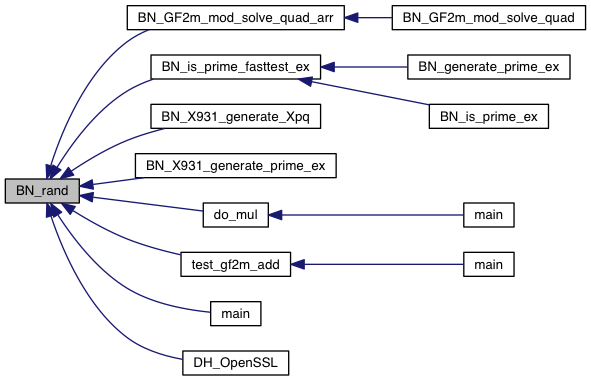 BN_GF2m_mod_solve_quad_arr
BN_GF2m_mod_solve_quad
BN_is_prime_fasttest_ex
BN_generate_prime_ex
BN_is_prime_ex
BN_X931_generate_Xpq
BN_X931_generate_prime_ex
BN_rand
do_mul
main
test_gf2m_add
main
main
DH_OpenSSL